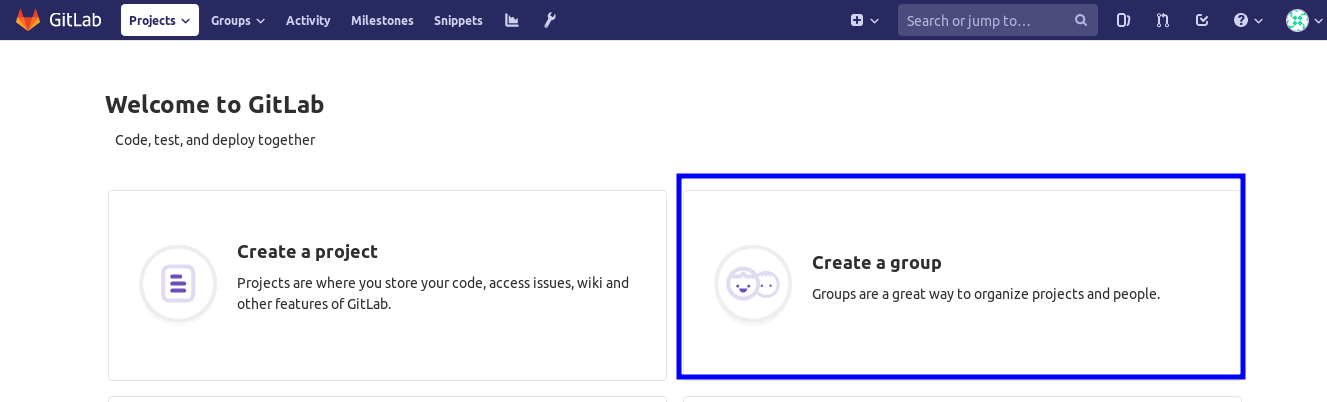 GitLab Projects Groups Activity Milestones Snippets Search or jump to...
Welcome to GitLab
Code, test, and deploy together
Create a project
Projects are where you store your code, access issues, wiki and
other features of GitLab.
Create a group
Groups are a great way to organize projects and people.